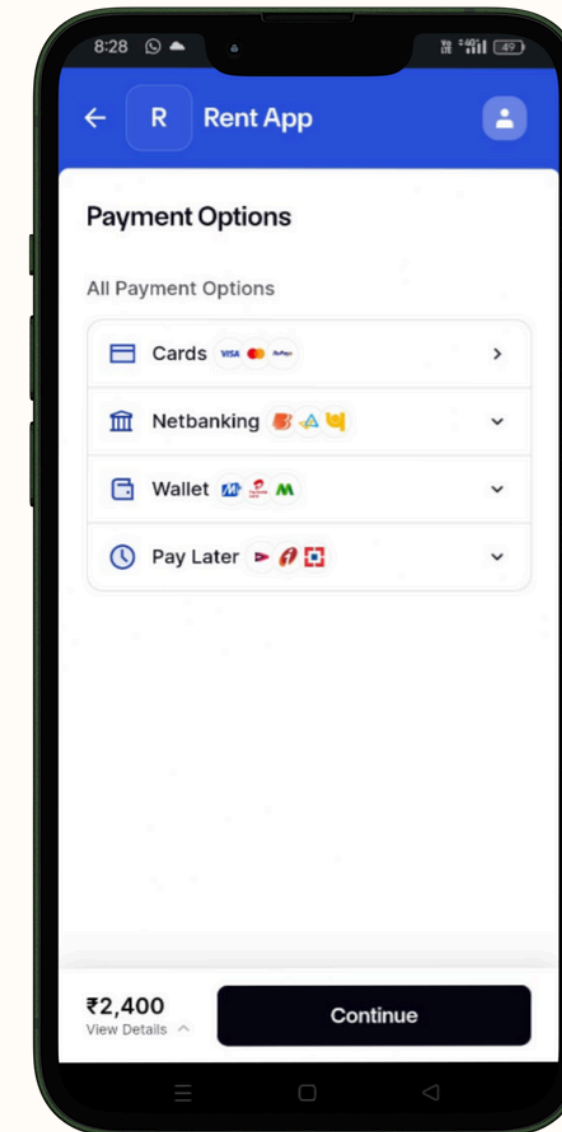 8:28
49
R Rent App
Payment Options
All Payment Options
Cards VISA
Netbanking
Wallet
Pay Later
₹2,400
View Details
Continue